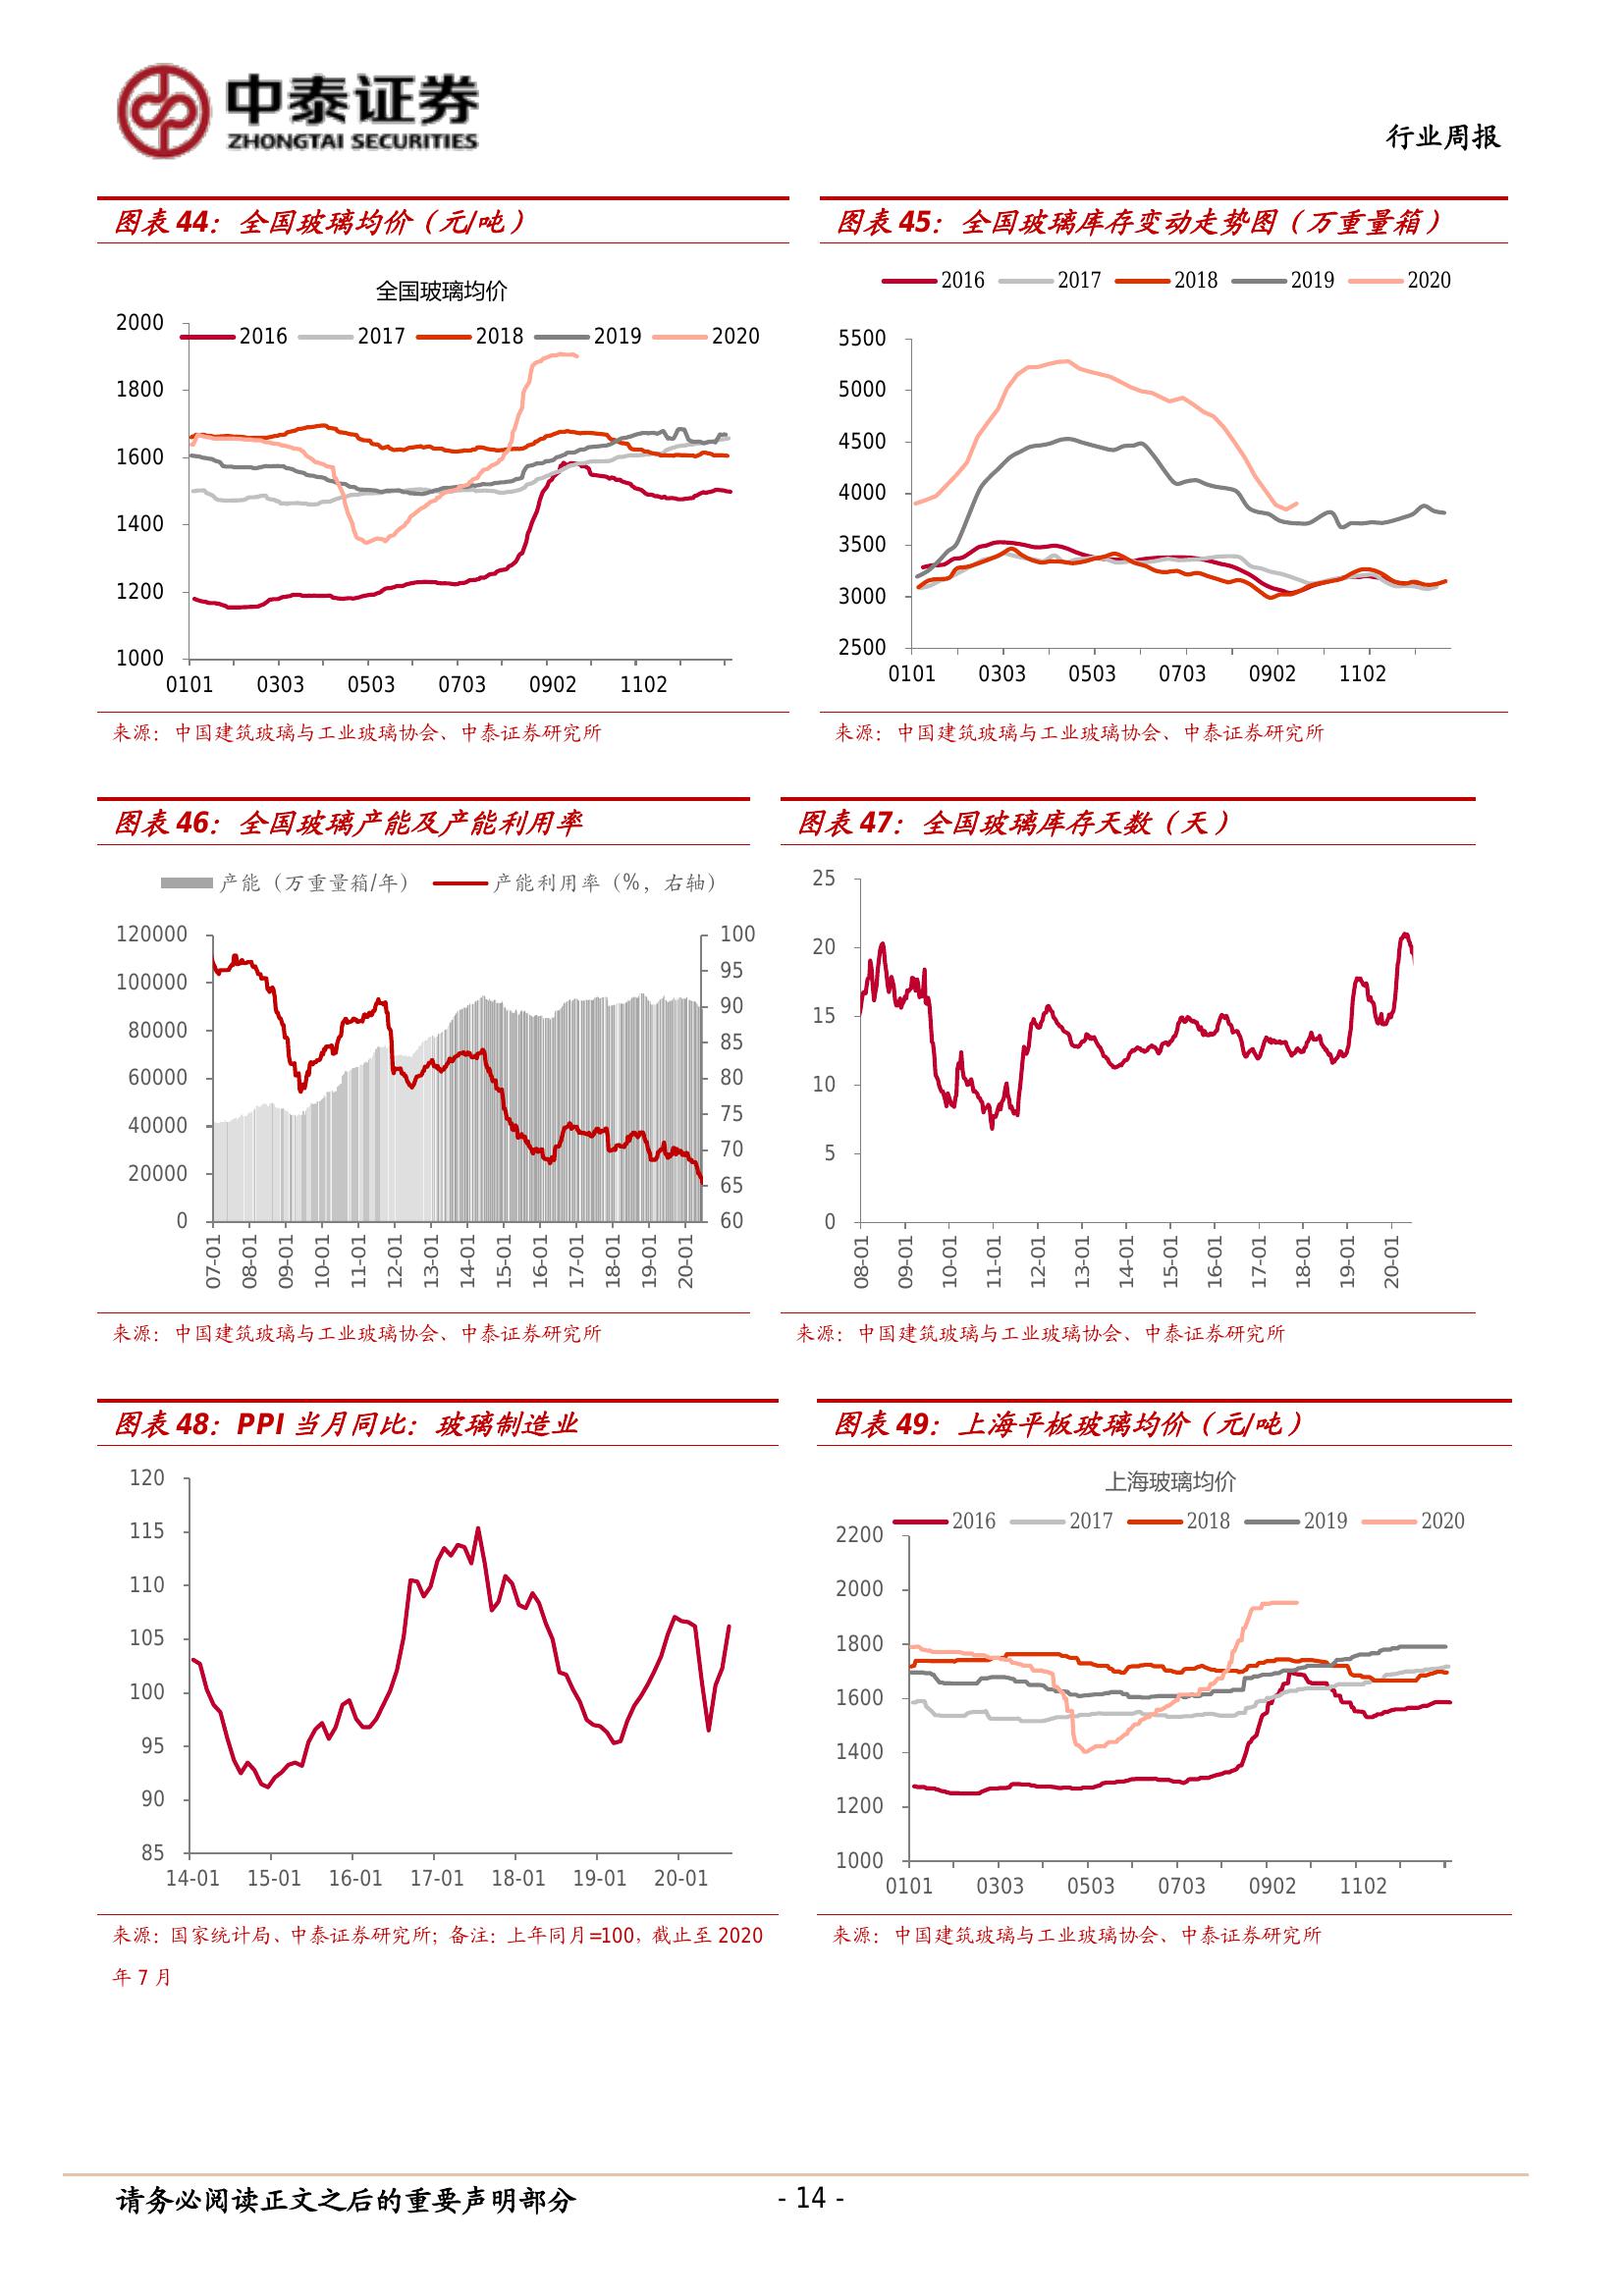 中泰证券
ZHONGTAI SECURITIES
行业周报
图表 44：全国玻璃均价（元/吨）
全国玻璃均价
2016 2017 2018 2019 2020
2000
1800
1600
1400
1200
1000
0101 0303 0503 0703 0902 1102
来源：中国建筑玻璃与工业玻璃协会、中泰证券研究所
图表 45：全国玻璃库存变动走势图（万重量箱）
2016 2017 2018 2019 2020
5500
5000
4500
4000
3500
3000
2500
0101 0303 0503 0703 0902 1102
来源：中国建筑玻璃与工业玻璃协会、中泰证券研究所
图表 46：全国玻璃产能及产能利用率
产能（万重量箱/年） 产能利用率（%，右轴）
120000 100
100000 95
80000 90
60000 85
40000 80
20000 75
0 70
65
60
07-01 08-01 09-01 10-01 11-01 12-01 13-01 14-01 15-01 16-01 17-01 18-01 19-01 20-01
来源：中国建筑玻璃与工业玻璃协会、中泰证券研究所
图表 47：全国玻璃库存天数（天）
25
20
15
10
5
0
08-01 09-01 10-01 11-01 12-01 13-01 14-01 15-01 16-01 17-01 18-01 19-01 20-01
来源：中国建筑玻璃与工业玻璃协会、中泰证券研究所
图表 48：PPI 当月同比：玻璃制造业
120
115
110
105
100
95
90
85
14-01 15-01 16-01 17-01 18-01 19-01 20-01
来源：国家统计局、中泰证券研究所；备注：上年同月=100，截止至 2020
年 7 月
图表 49：上海平板玻璃均价（元/吨）
上海玻璃均价
2016 2017 2018 2019 2020
2200
2000
1800
1600
1400
1200
1000
0101 0303 0503 0703 0902 1102
来源：中国建筑玻璃与工业玻璃协会、中泰证券研究所
请务必阅读正文之后的重要声明部分
- 14 -